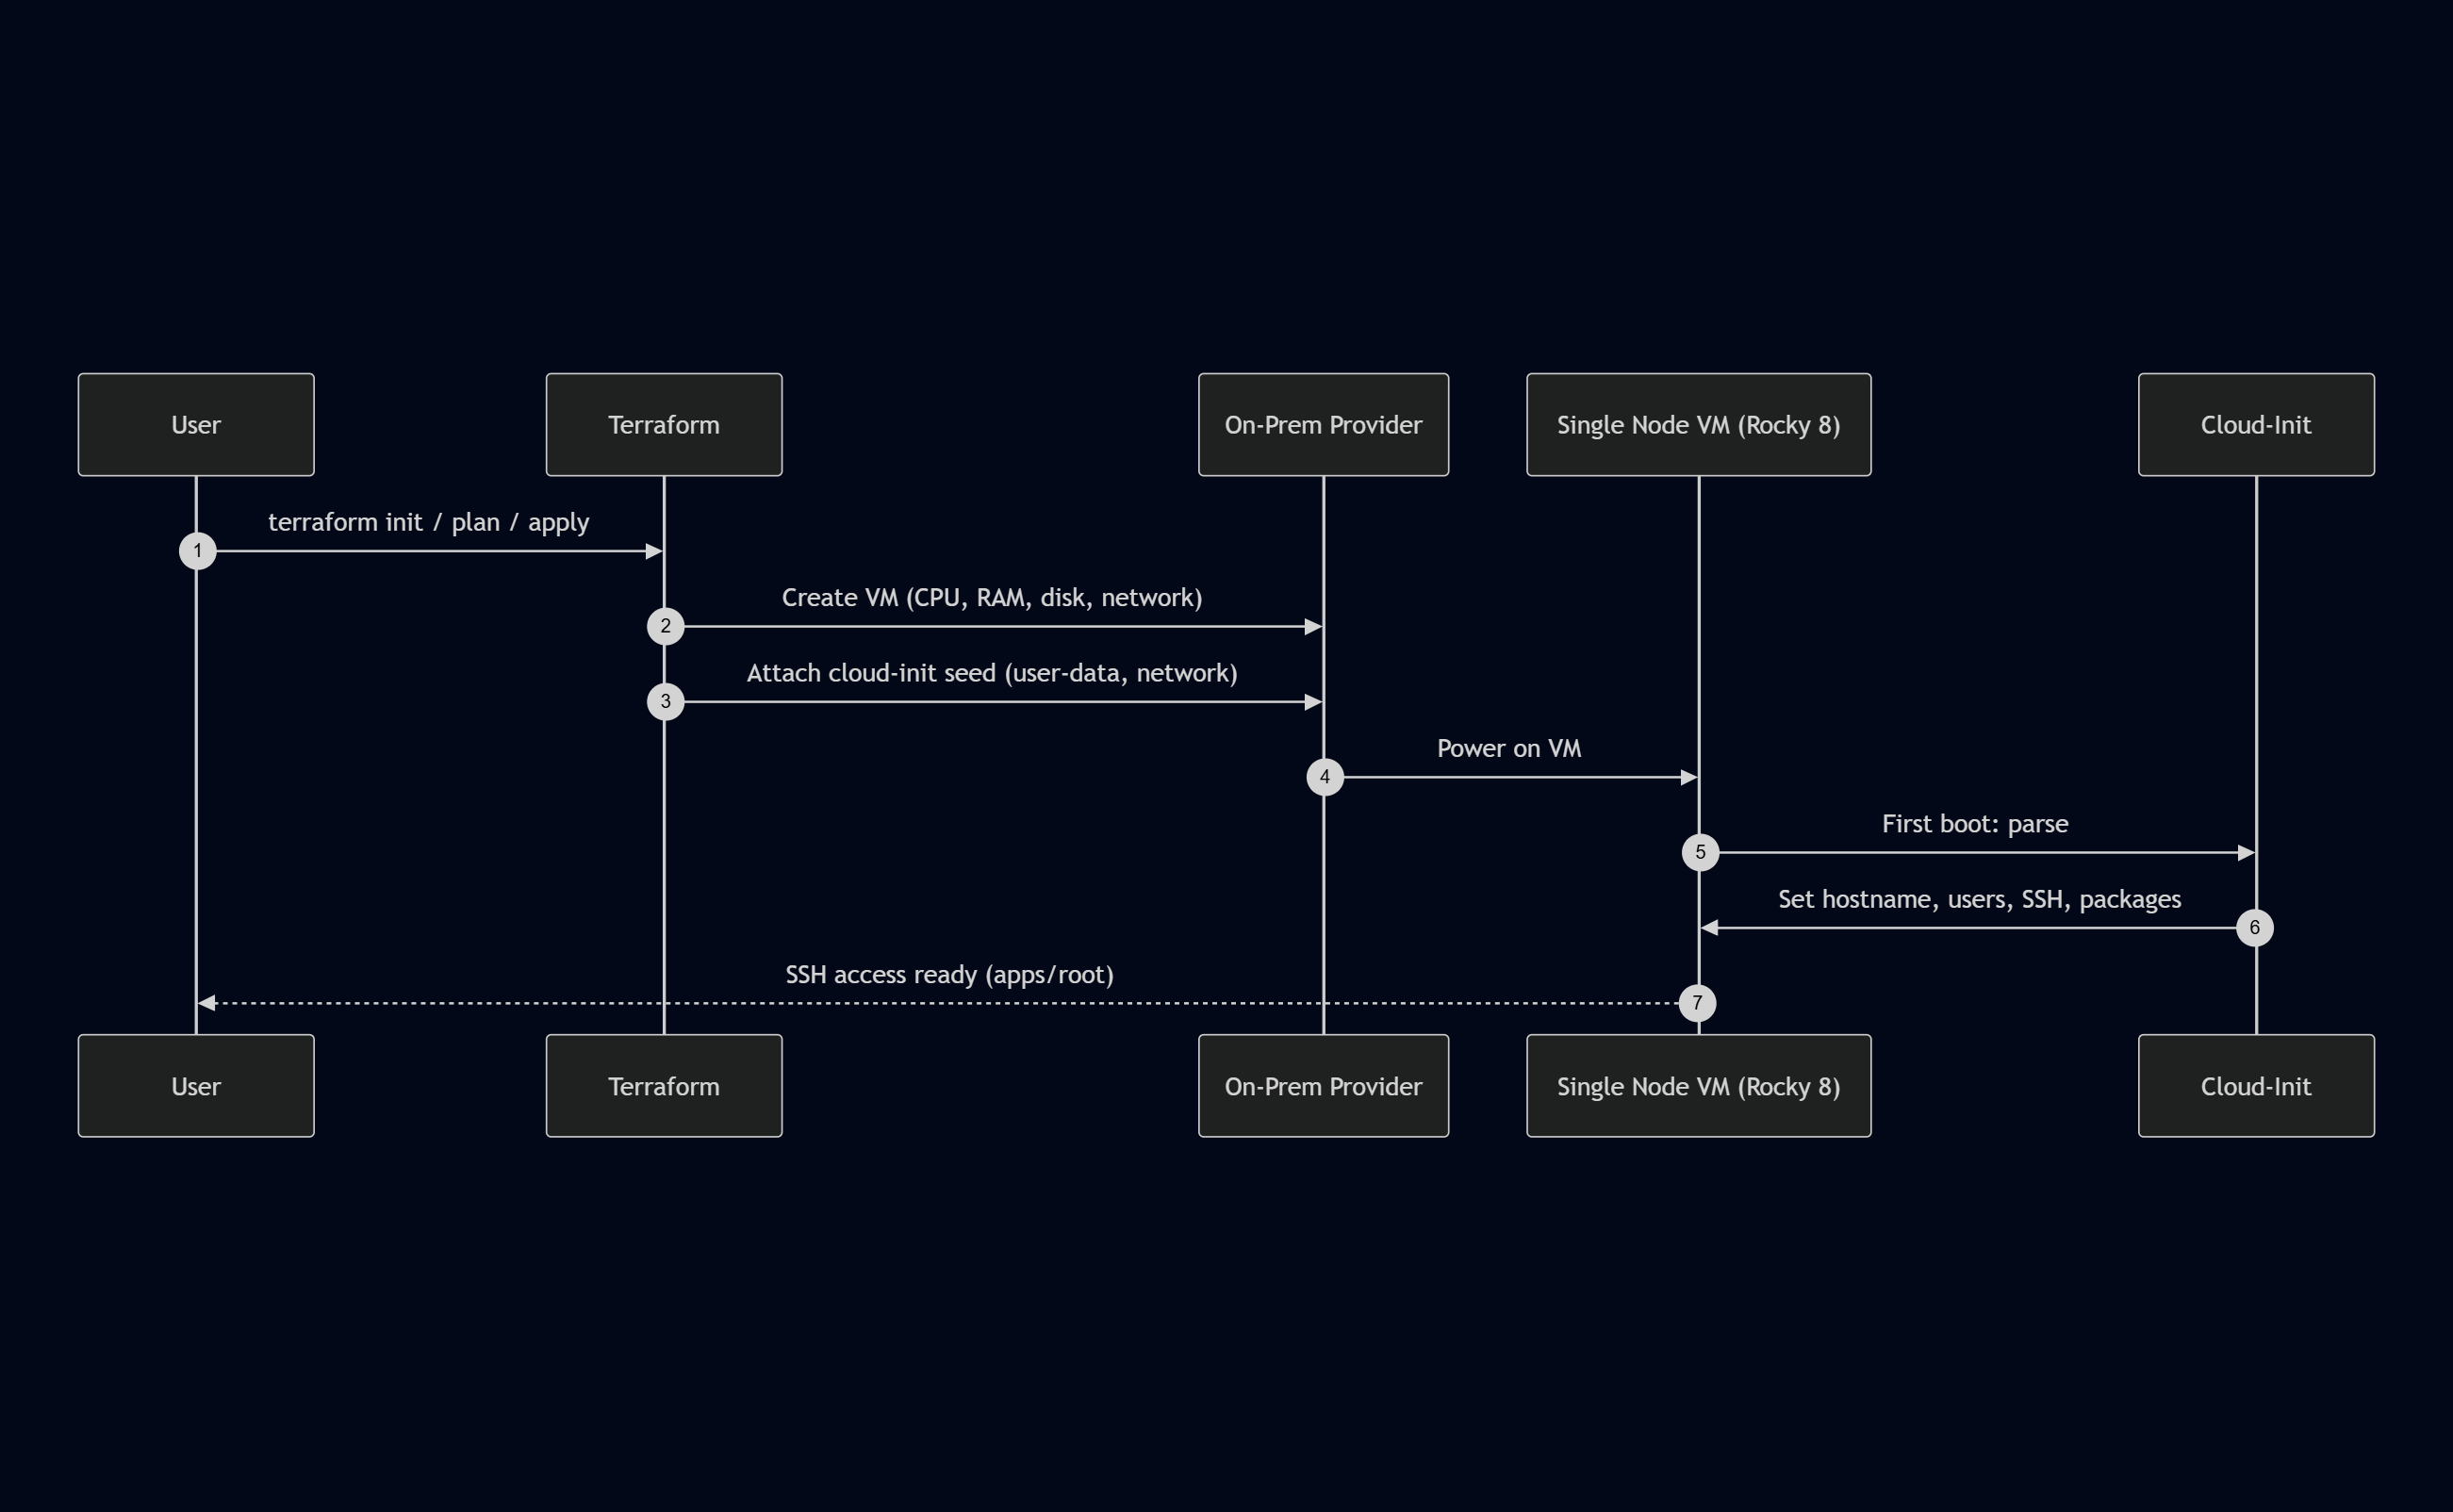 User
Terraform
On-Prem Provider
Single Node VM (Rocky 8)
Cloud-Init
terraform init / plan / apply
1
Create VM (CPU, RAM, disk, network)
2
Attach cloud-init seed (user-data, network)
3
Power on VM
4
First boot: parse
5
Set hostname, users, SSH, packages
6
SSH access ready (apps/root)
7
User
Terraform
On-Prem Provider
Single Node VM (Rocky 8)
Cloud-Init